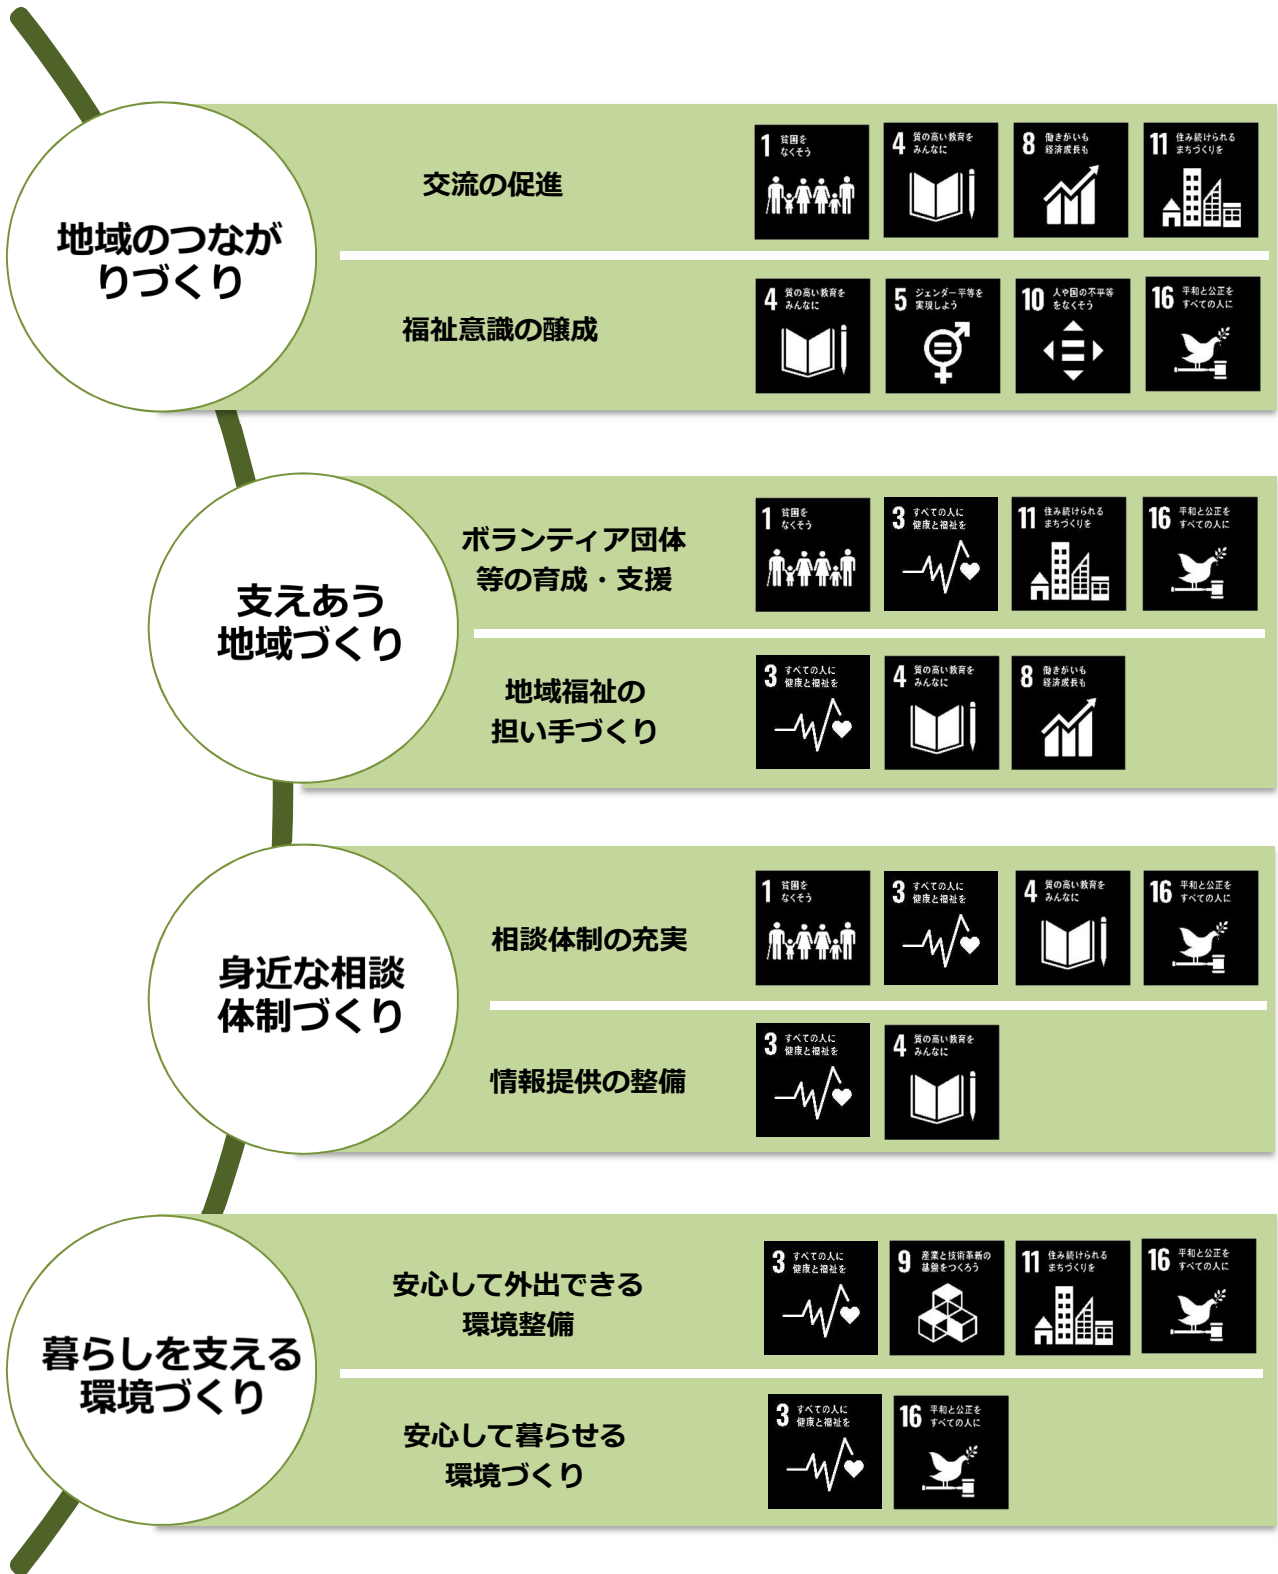 地域のつなが
りづくり
交流の促進
1 貧困を
なくそう
4 質の高い教育を
みんなに
8 働きがいも
経済成長も
11 住み続けられる
まちづくりを
福祉意識の醸成
4 質の高い教育を
みんなに
5 ジェンダー平等を
実現しよう
10 人や国の不平等
をなくそう
16 平和と公正を
すべての人に
支えあう
地域づくり
ボランティア団体
等の育成・支援
1 貧困を
なくそう
3 すべての人に
健康と福祉を
11 住み続けられる
まちづくりを
16 平和と公正を
すべての人に
地域福祉の
担い手づくり
3 すべての人に
健康と福祉を
4 質の高い教育を
みんなに
8 働きがいも
経済成長も
身近な相談
体制づくり
相談体制の充実
1 貧困を
なくそう
3 すべての人に
健康と福祉を
4 質の高い教育を
みんなに
16 平和と公正を
すべての人に
情報提供の整備
3 すべての人に
健康と福祉を
4 質の高い教育を
みんなに
暮らしを支える
環境づくり
安心して外出できる
環境整備
3 すべての人に
健康と福祉を
9 産業と技術革新の
基盤をつくろう
11 住み続けられる
まちづくりを
16 平和と公正を
すべての人に
安心して暮らせる
環境づくり
3 すべての人に
健康と福祉を
16 平和と公正を
すべての人に